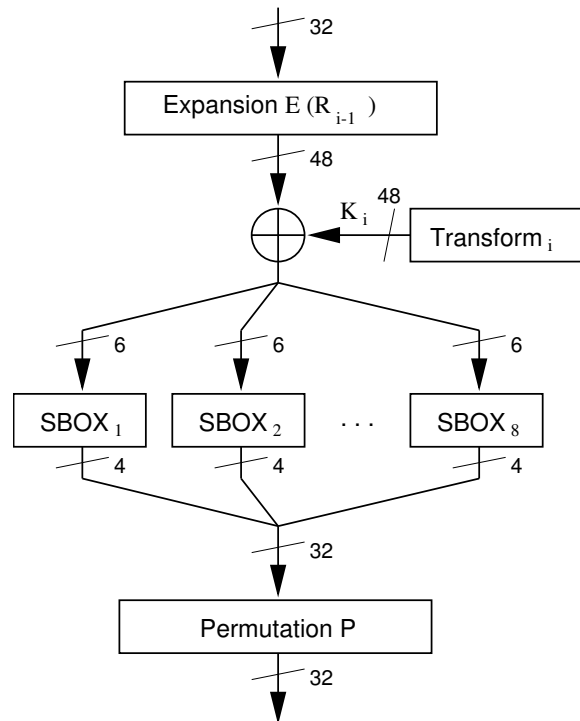 32
Expansion E (R i-1 )
48
48
K i
Transform i
6 6 6
SBOX 1 SBOX 2 . . . SBOX 8
4 4 4
32
Permutation P
32